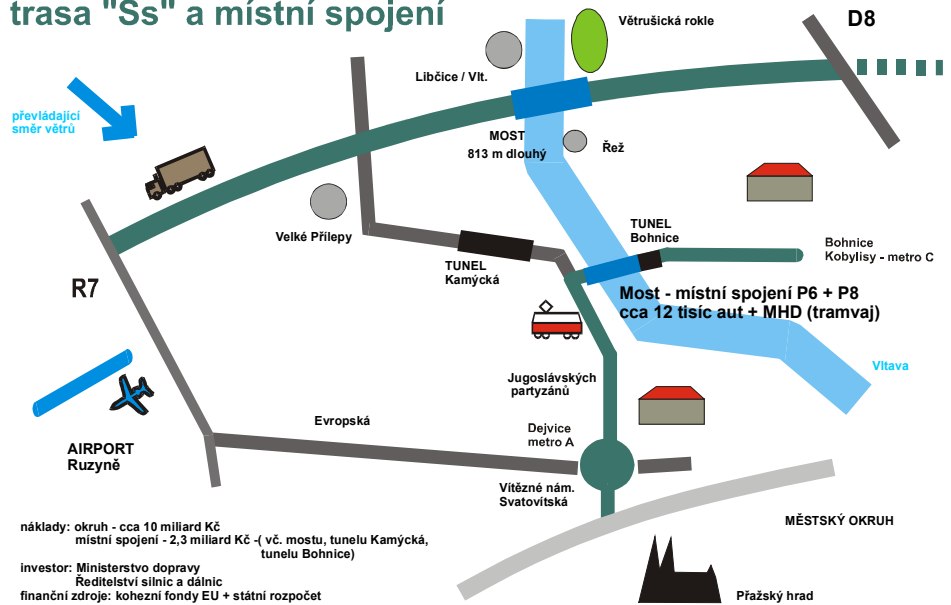 trasa "Ss" a místní spojení
D8
Větrušická rokle
Libčice / Vlt.
převládající
směr větrů
MOST
813 m dlouhý
Řež
Velké Přílepy
TUNEL
Bohnice
TUNEL
Kamýcká
Bohnice
Kobylisy - metro C
R7
Most - místní spojení P6 + P8
cca 12 tisíc aut + MHD (tramvaj)
Vltava
Jugoslávských
partyzánů
Evropská
Dejvice
metro A
AIRPORT
Ruzyně
Vítězné nám.
Svatovítská
MĚSTSKÝ OKRUH
náklady: okruh - cca 10 miliard Kč
místní spojení - 2,3 miliard Kč -( vč. mostu, tunelu Kamýcká,
tunelu Bohnice)
investor: Ministerstvo dopravy
Ředitelství silnic a dálnic
finanční zdroje: kohezní fondy EU + státní rozpočet
Přažský hrad